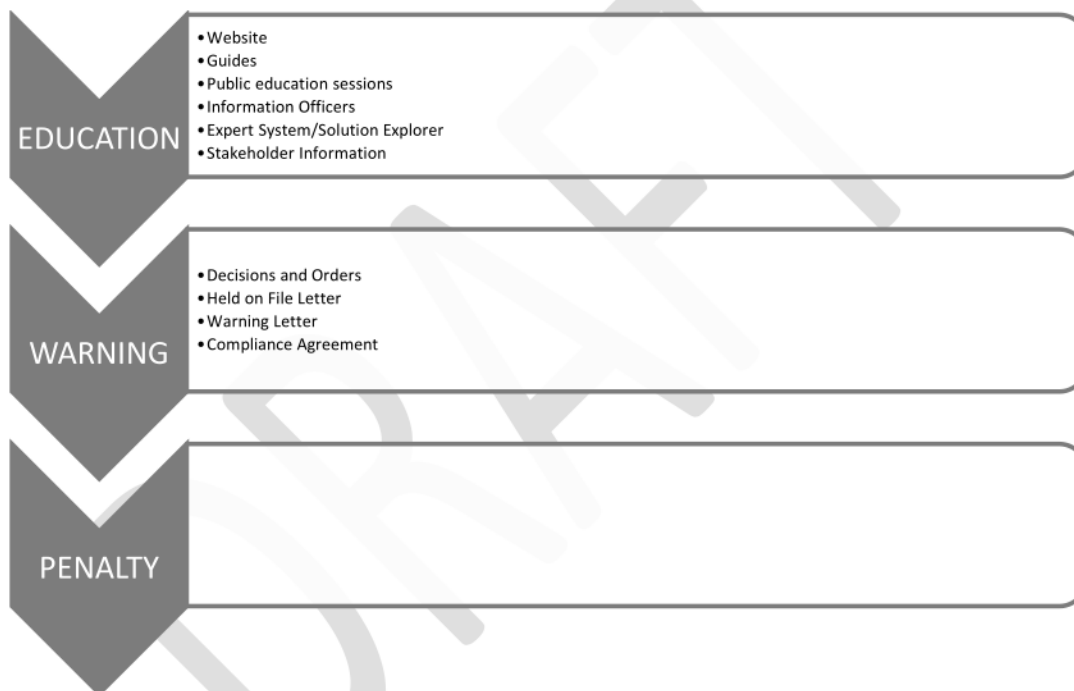 EDUCATION
•Website
•Guides
•Public education sessions
•Information Officers
•Expert System/Solution Explorer
•Stakeholder Information
WARNING
•Decisions and Orders
•Held on File Letter
•Warning Letter
•Compliance Agreement
PENALTY
DRAFT